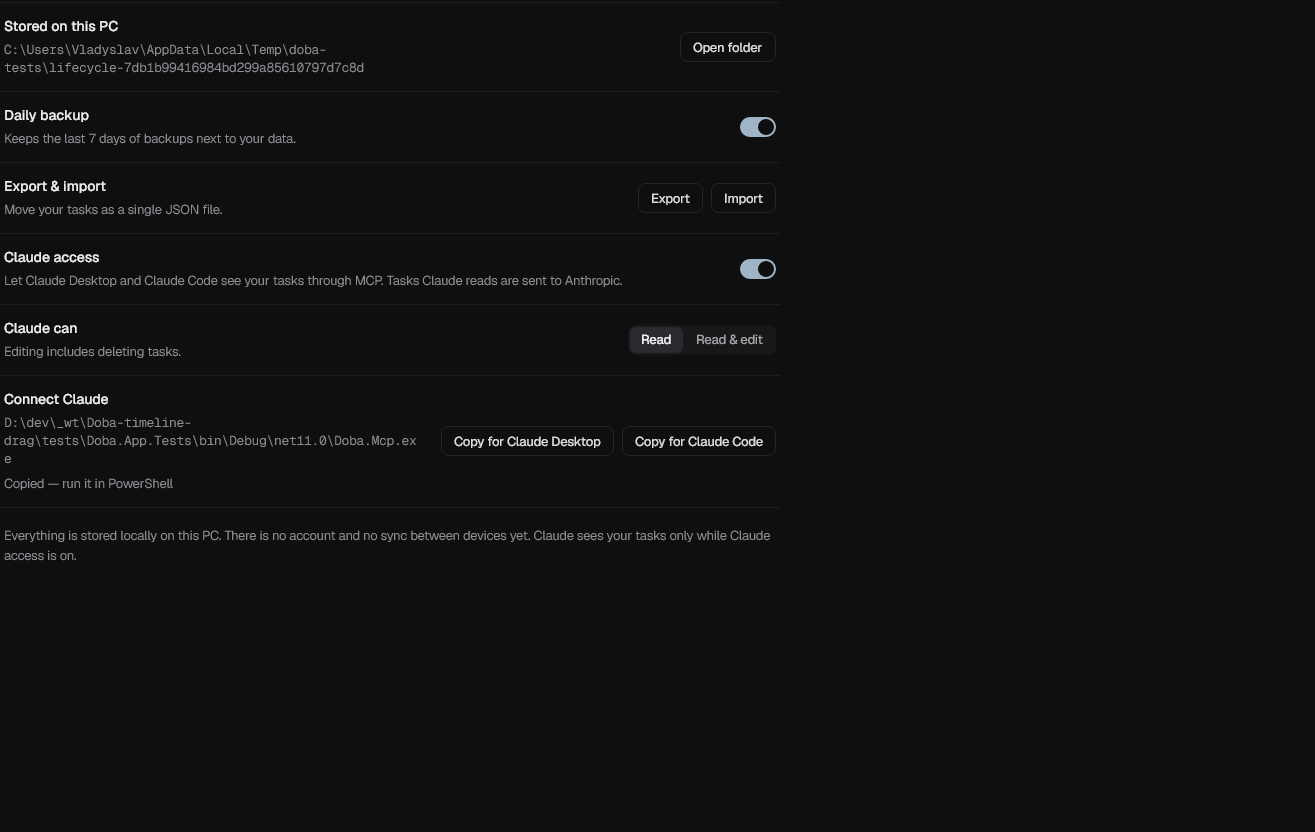 Stored on this PC
C:\Users\Vladyslav\AppData\Local\Temp\doba-
tests\lifecycle-7db1b99416984bd299a85610797d7c8d
Open folder
Daily backup
Keeps the last 7 days of backups next to your data.
Export & import
Move your tasks as a single JSON file.
Export
Import
Claude access
Let Claude Desktop and Claude Code see your tasks through MCP. Tasks Claude reads are sent to Anthropic.
Claude can
Editing includes deleting tasks.
Read
Read & edit
Connect Claude
D:\dev\_wt\Doba-timeline-
drag\tests\Doba.App.Tests\bin\Debug\net11.0\Doba.Mcp.ex
e
Copied — run it in PowerShell
Copy for Claude Desktop
Copy for Claude Code
Everything is stored locally on this PC. There is no account and no sync between devices yet. Claude sees your tasks only while Claude
access is on.